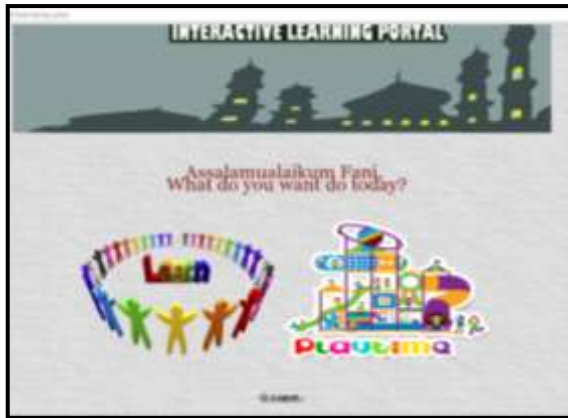 INTERACTIVE LEARNING PORTAL
Assalamualaikum Fani,
What do you want do today?
Learn
Playtime